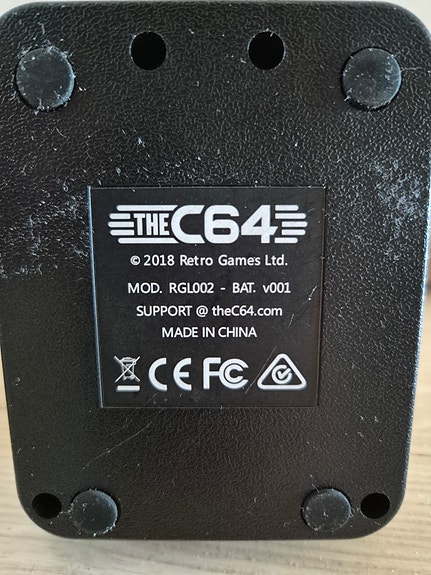 THEC64
© 2018 Retro Games Ltd.
MOD. RGL002 - BAT. v001
SUPPORT @ theC64.com
MADE IN CHINA
CE FC